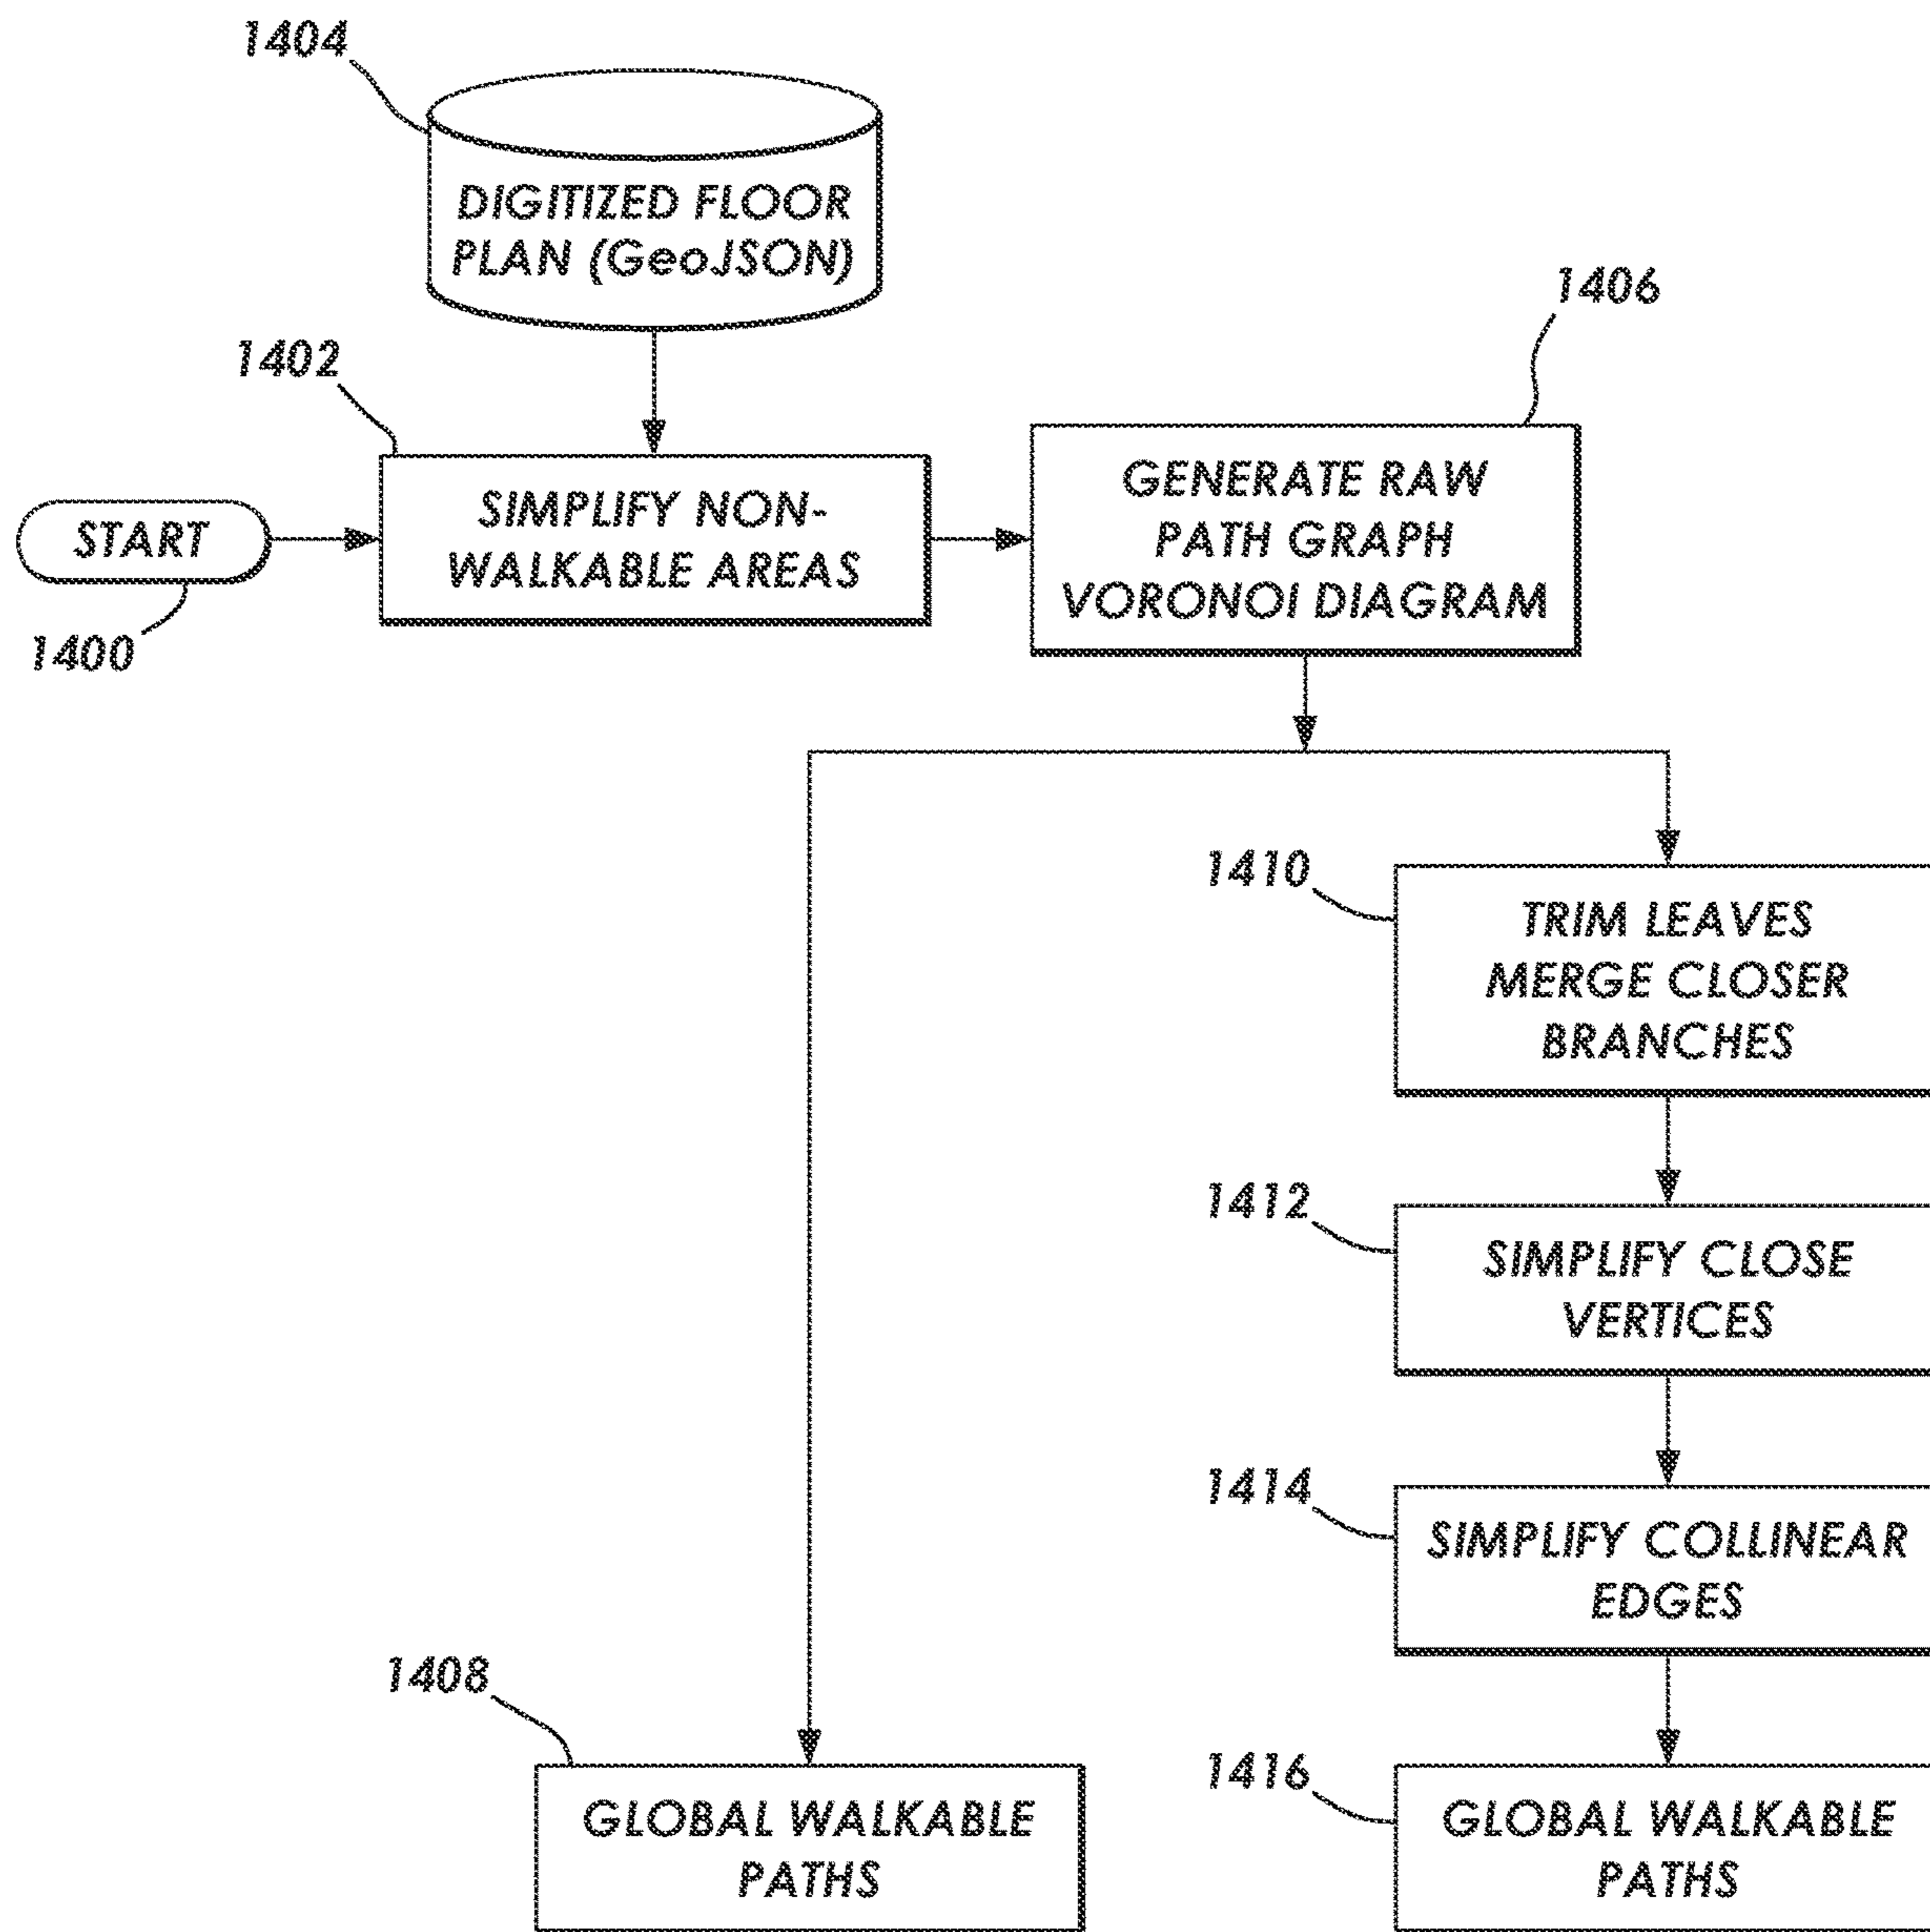 1404
DIGITIZED FLOOR
PLAN (GeoJSON)
1402
1406
SIMPLIFY NON-
WALKABLE AREAS
GENERATE RAW
PATH GRAPH
VORONOI DIAGRAM
START
1400
1410
TRIM LEAVES
MERGE CLOSER
BRANCHES
1412
SIMPLIFY CLOSE
VERTICES
1414
SIMPLIFY COLLINEAR
EDGES
1408
GLOBAL WALKABLE
PATHS
1416
GLOBAL WALKABLE
PATHS